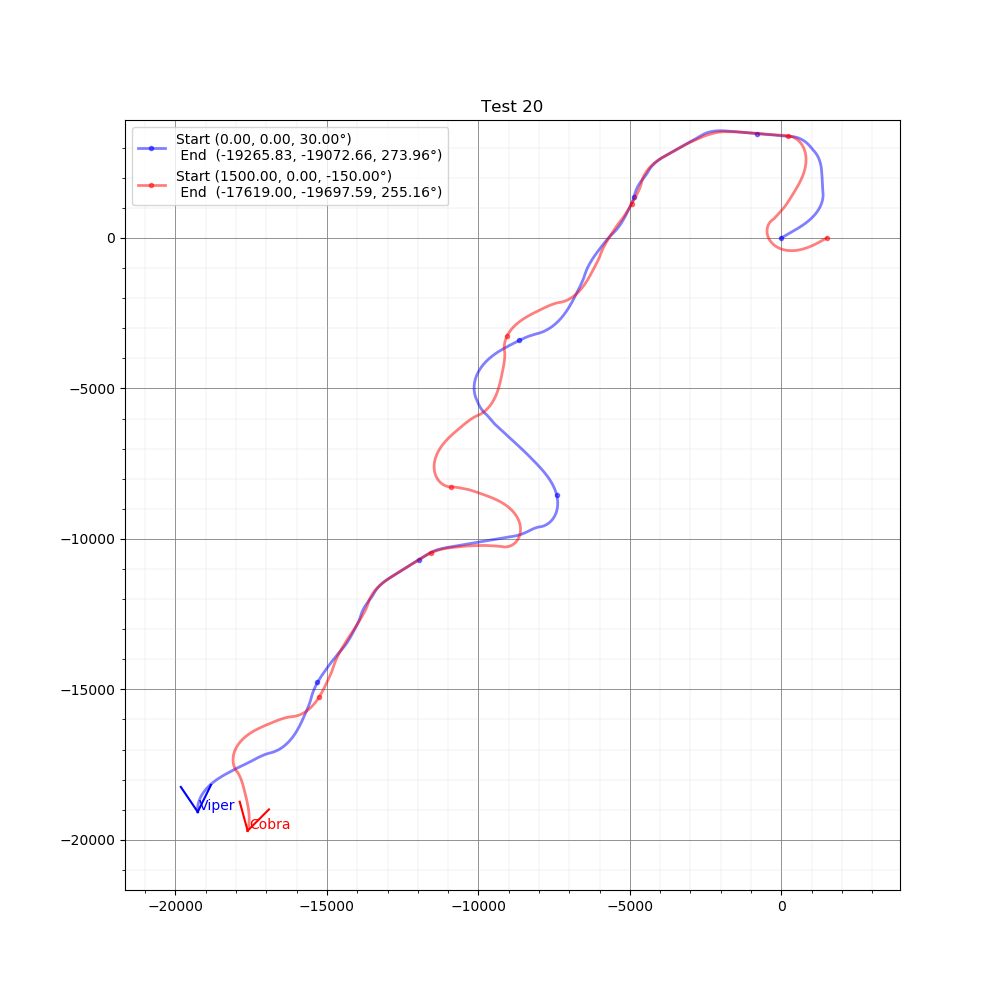 Test 20
Start (0.00, 0.00, 30.00°)
End (-19265.83, -19072.66, 273.96°)
Start (1500.00, 0.00, -150.00°)
End (-17619.00, -19697.59, 255.16°)
0
−5000
−10000
−15000
−20000
Viper
Cobra
−20000 −15000 −10000 −5000 0